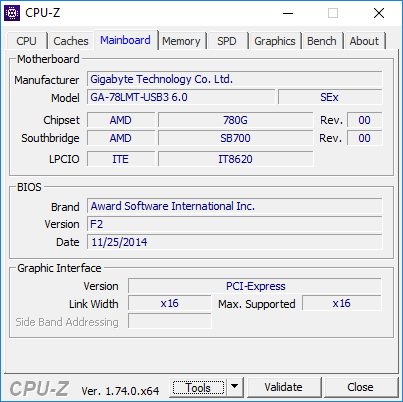 CPU-Z
CPU Caches Mainboard Memory SPD Graphics Bench About
Motherboard
Manufacturer Gigabyte Technology Co. Ltd.
Model GA-78LMT-USB3 6.0 SEx
Chipset AMD 780G Rev. 00
Southbridge AMD SB700 Rev. 00
LPCIO ITE IT8620
BIOS
Brand Award Software International Inc.
Version F2
Date 11/25/2014
Graphic Interface
Version PCI-Express
Link Width x16 Max. Supported x16
Side Band Addressing
CPU-Z Ver. 1.74.0.x64 Tools Validate Close